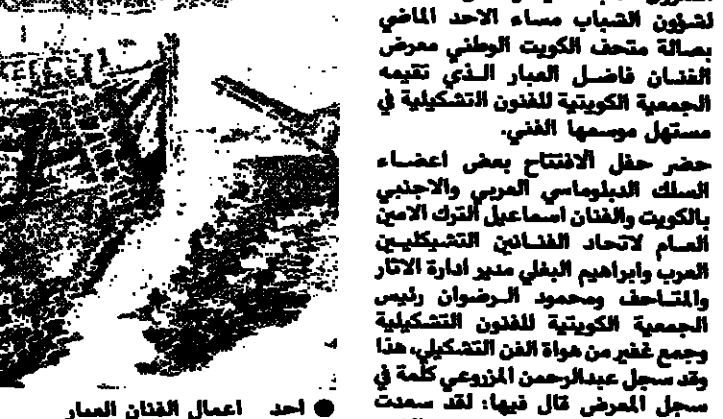 لشؤون الشباب مساء الاحد الماضي
بصالة متحف الكويت الوطني معرض
الفنان فاضل العبار الذي تقيمه
الجمعية الكويتية للفنون التشكيلية في
مستهل موسمها الفني.
حضر حفل الافتتاح بعض اعضاء
السلك الدبلوماسي العربي والاجنبي
بالكويت والفنان اسماعيل الترك الامين
العام لاتحاد الفنانين التشكيليين
العرب وابراهيم البغلي مدير ادارة الاثار
والمتاحف ومحمود الرضوان رئيس
الجمعية الكويتية للفنون التشكيلية
وجمع غفير من هواة الفن التشكيلي، هذا
وقد سجل عبدالرحمن المزروعي كلمة في
سجل المعرض قال فيها: لقد سعدت
● احد اعمال الفنان العبار